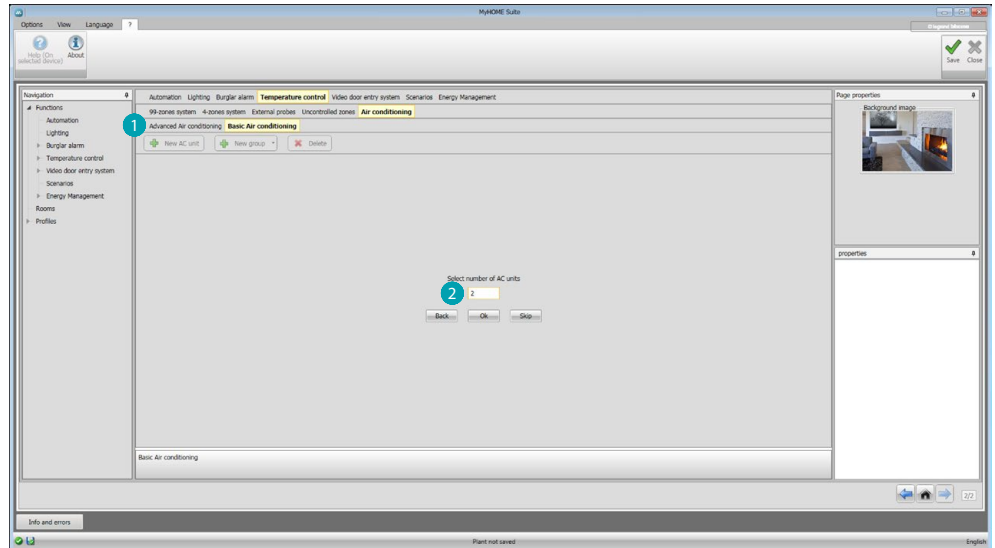 MyHOME Suite
Options View Language ?
Help (On selected device)
About
Save Close
Navigation
Functions
Automation
Lighting
Burglar alarm
Temperature control
Video door entry system
Scenarios
Energy Management
Rooms
Profiles
Automation Lighting Burglar alarm Temperature control Video door entry system Scenarios Energy Management
99-zones system 4-zones system External probes Uncontrolled zones Air conditioning
1
Advanced Air conditioning Basic Air conditioning
New AC unit New group Delete
Select number of AC units
2 2
Back Ok Skip
Basic Air conditioning
Page properties
Background image
properties
2/2
Info and errors
Plant not saved
English